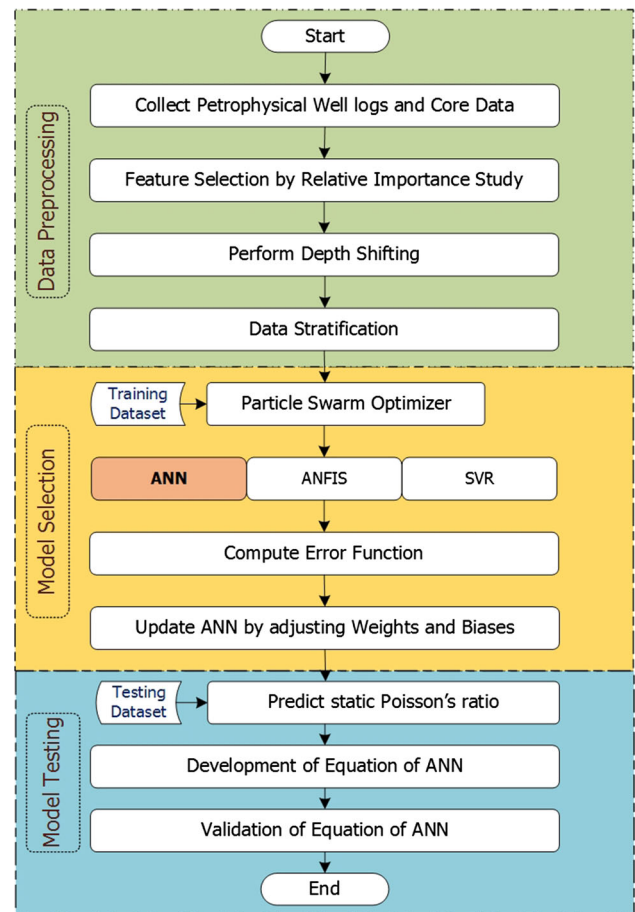 Start
Data Preprocessing
Collect Petrophysical Well logs and Core Data
Feature Selection by Relative Importance Study
Perform Depth Shifting
Data Stratification
Model Selection
Training
Dataset
Particle Swarm Optimizer
ANN
ANFIS
SVR
Compute Error Function
Update ANN by adjusting Weights and Biases
Model Testing
Testing
Dataset
Predict static Poisson's ratio
Development of Equation of ANN
Validation of Equation of ANN
End